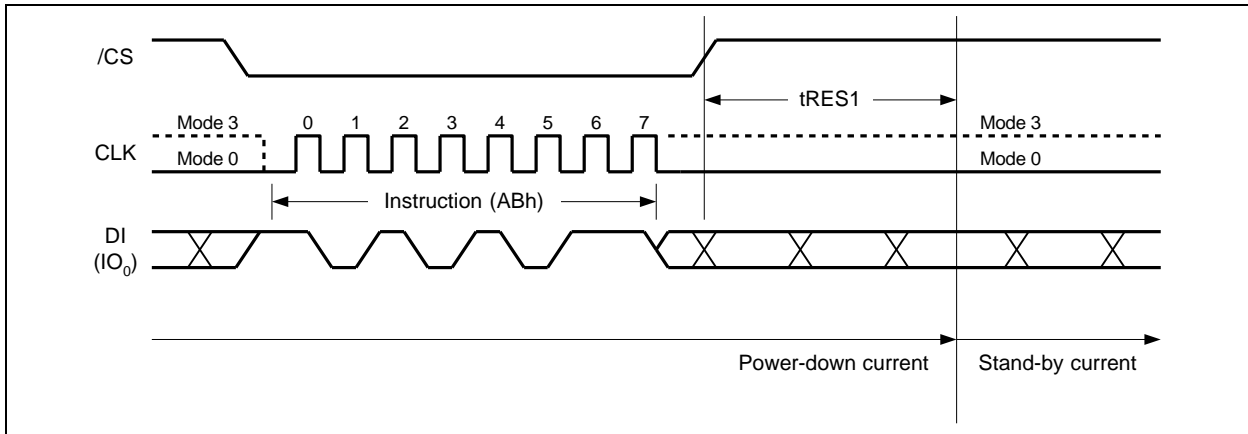 /CS
tRES1
Mode 3 0 1 2 3 4 5 6 7 Mode 3
CLK
Mode 0 Mode 0
Instruction (ABh)
DI
(IO₀)
Power-down current Stand-by current